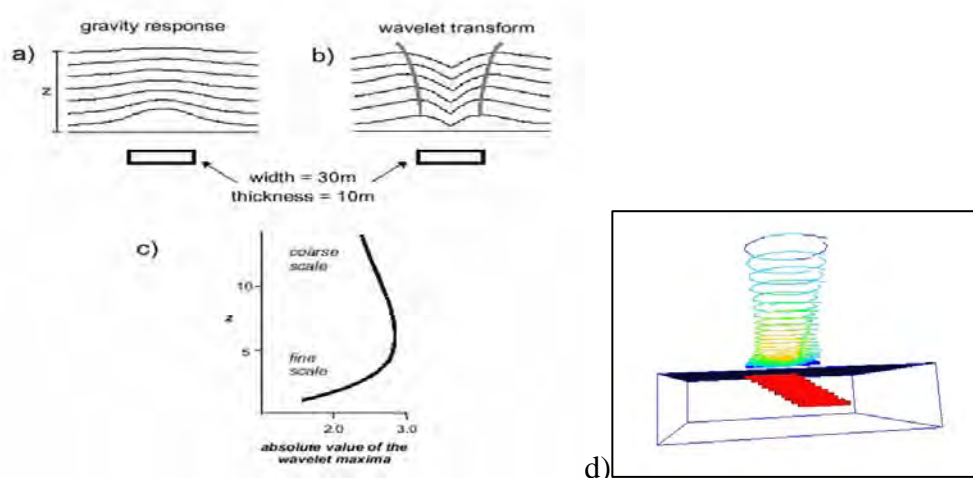 gravity response
a)
z
wavelet transform
b)
width = 30m
thickness = 10m
c)
coarse
scale
10
z
5
fine
scale
2.0 3.0
absolute value of the
wavelet maxima
d)